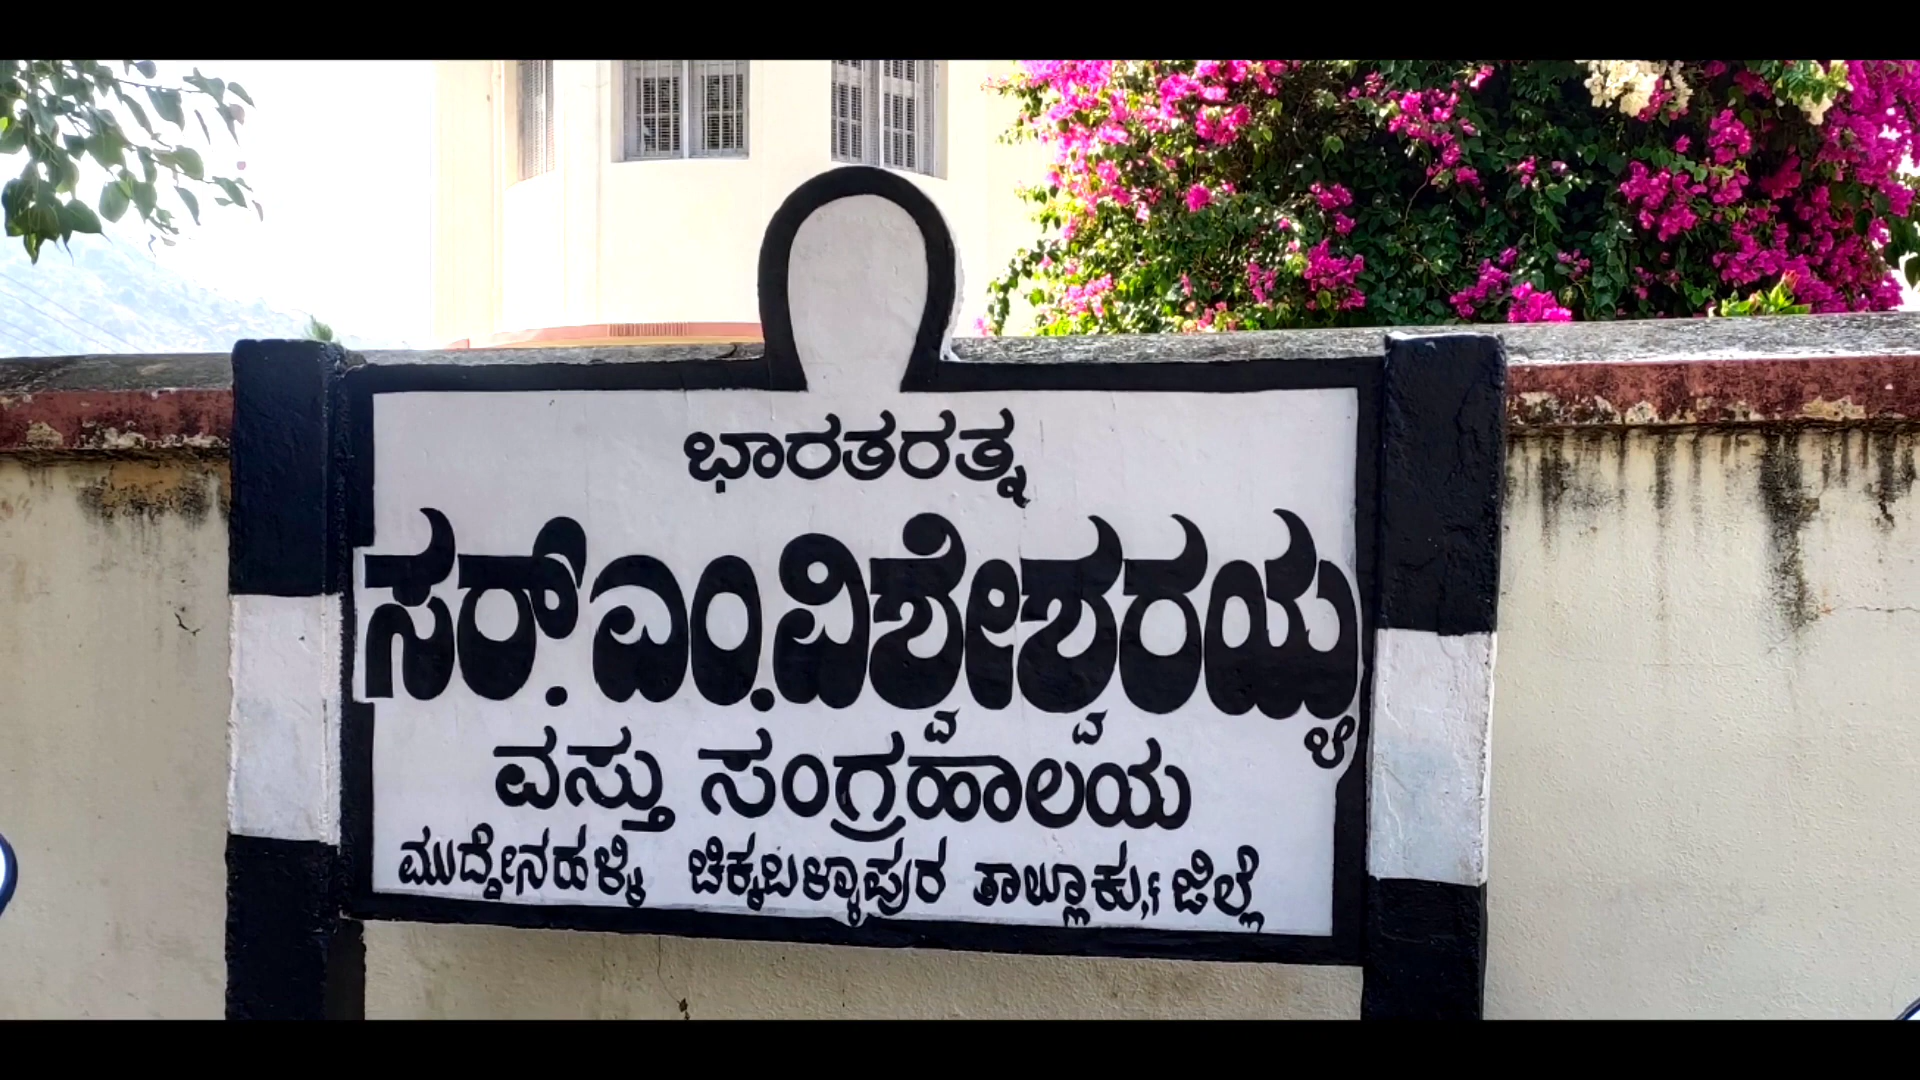 ಭಾರತರತ್ನ
ಸರ್.ಎಂ.ವಿಶ್ವೇಶ್ವರಯ್ಯ
ವಸ್ತು ಸಂಗ್ರಹಾಲಯ
ಮುದ್ದೇನಹಳ್ಳಿ ಚಿಕ್ಕಬಳ್ಳಾಪುರ ತಾಲ್ಲೂಕು, ಜಿಲ್ಲೆ